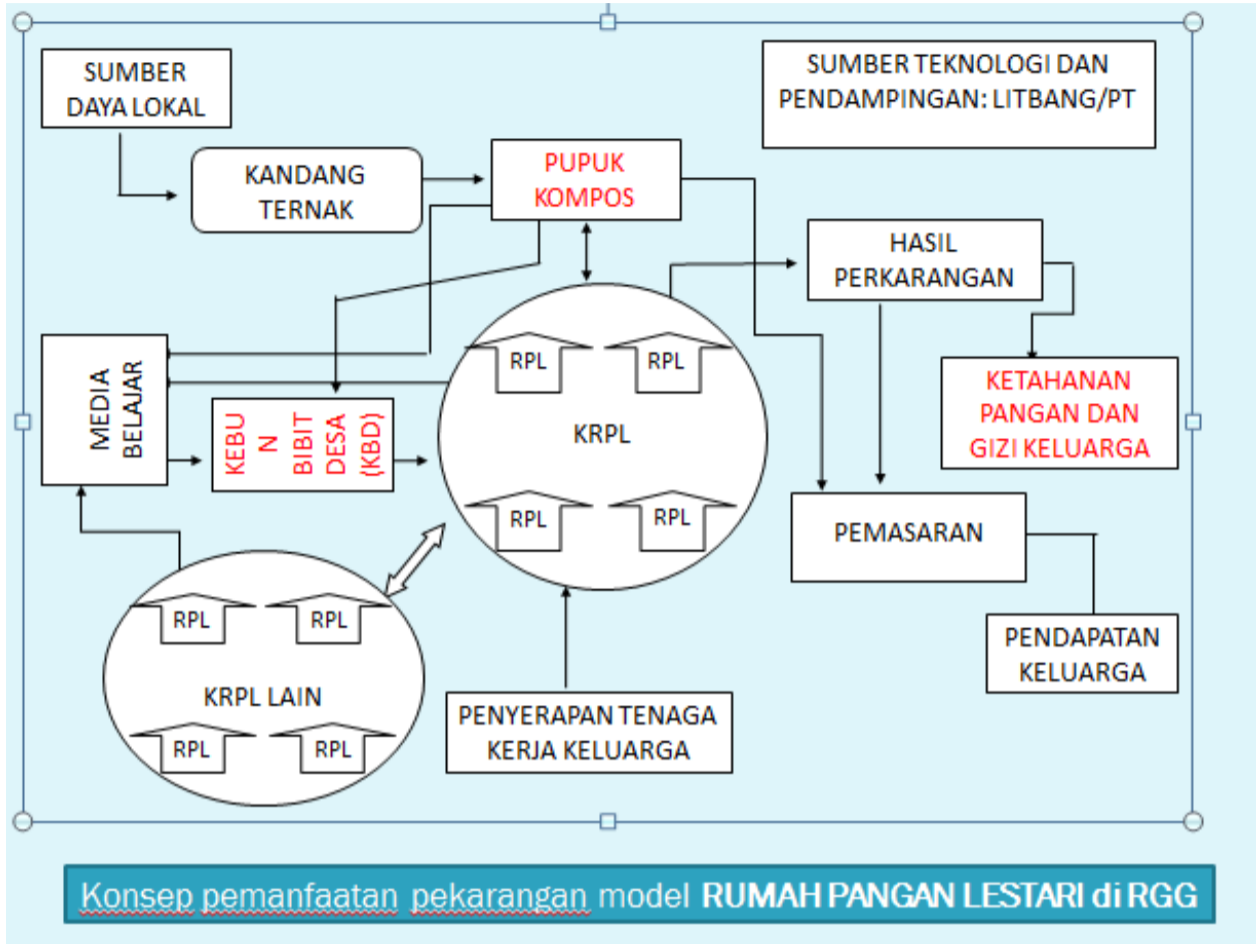 SUMBER
DAYA LOKAL
SUMBER TEKNOLOGI DAN
PENDAMPINGAN: LITBANG/PT
KANDANG
TERNAK
PUPUK
KOMPOS
HASIL
PERKARANGAN
MEDIA
BELAJAR
KEBU
N
BIBIT
DESA
(KBD)
RPL
RPL
KRPL
RPL
RPL
KETAHANAN
PANGAN DAN
GIZI KELUARGA
PEMASARAN
RPL
RPL
KRPL LAIN
RPL
RPL
PENYERAPAN TENAGA
KERJA KELUARGA
PENDAPATAN
KELUARGA
Konsep pemanfaatan pekarangan model RUMAH PANGAN LESTARI di RGG